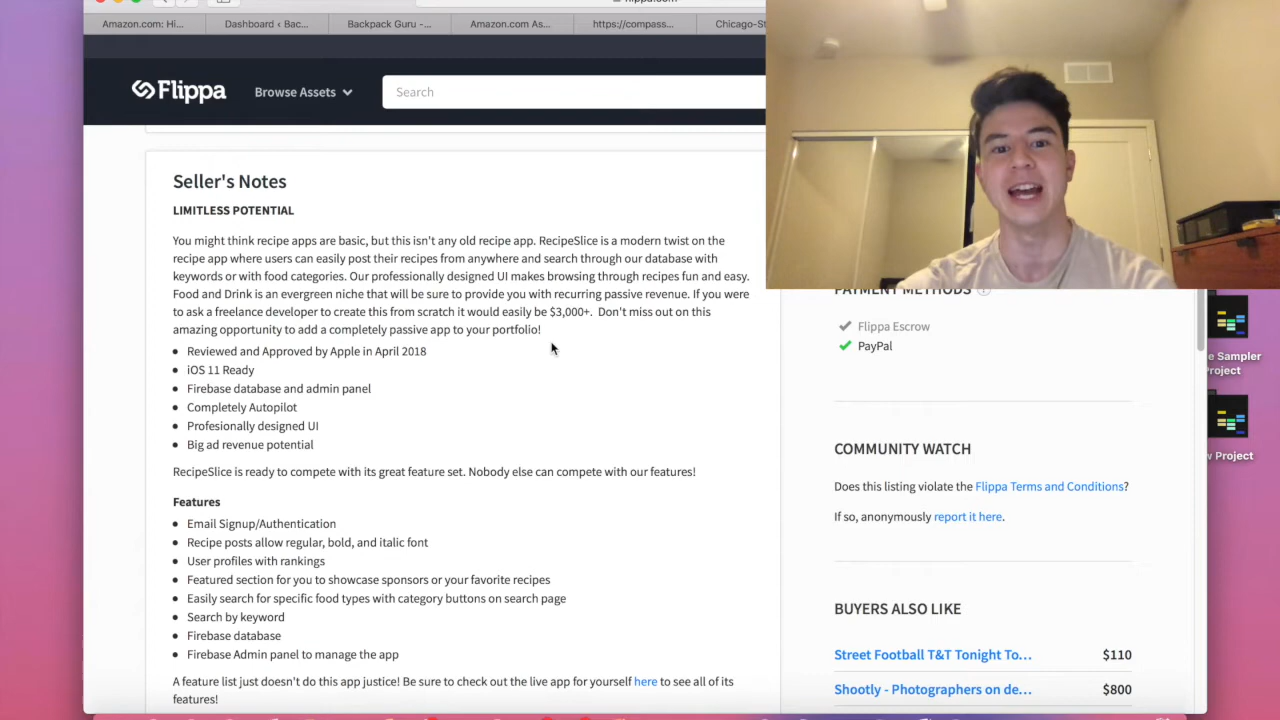 Amazon.com: Hi...
Dashboard ‹ Bac...
Backpack Guru -...
Amazon.com As...
https://compass...
Chicago-St
Flippa
Browse Assets
Search
Seller's Notes
LIMITLESS POTENTIAL
You might think recipe apps are basic, but this isn't any old recipe app. RecipeSlice is a modern twist on the
recipe app where users can easily post their recipes from anywhere and search through our database with
keywords or with food categories. Our professionally designed UI makes browsing through recipes fun and easy.
Food and Drink is an evergreen niche that will be sure to provide you with recurring passive revenue. If you were
to ask a freelance developer to create this from scratch it would easily be $3,000+. Don't miss out on this
amazing opportunity to add a completely passive app to your portfolio!
Reviewed and Approved by Apple in April 2018
iOS 11 Ready
Firebase database and admin panel
Completely Autopilot
Profesionally designed UI
Big ad revenue potential
RecipeSlice is ready to compete with its great feature set. Nobody else can compete with our features!
Features
Email Signup/Authentication
Recipe posts allow regular, bold, and italic font
User profiles with rankings
Featured section for you to showcase sponsors or your favorite recipes
Easily search for specific food types with category buttons on search page
Search by keyword
Firebase database
Firebase Admin panel to manage the app
A feature list just doesn't do this app justice! Be sure to check out the live app for yourself here to see all of its
features!
PAYMENT METHODS
Flippa Escrow
PayPal
COMMUNITY WATCH
Does this listing violate the Flippa Terms and Conditions?
If so, anonymously report it here.
BUYERS ALSO LIKE
Street Football T&T Tonight To... $110
Shootly - Photographers on de... $800
e Sampler
Project
w Project